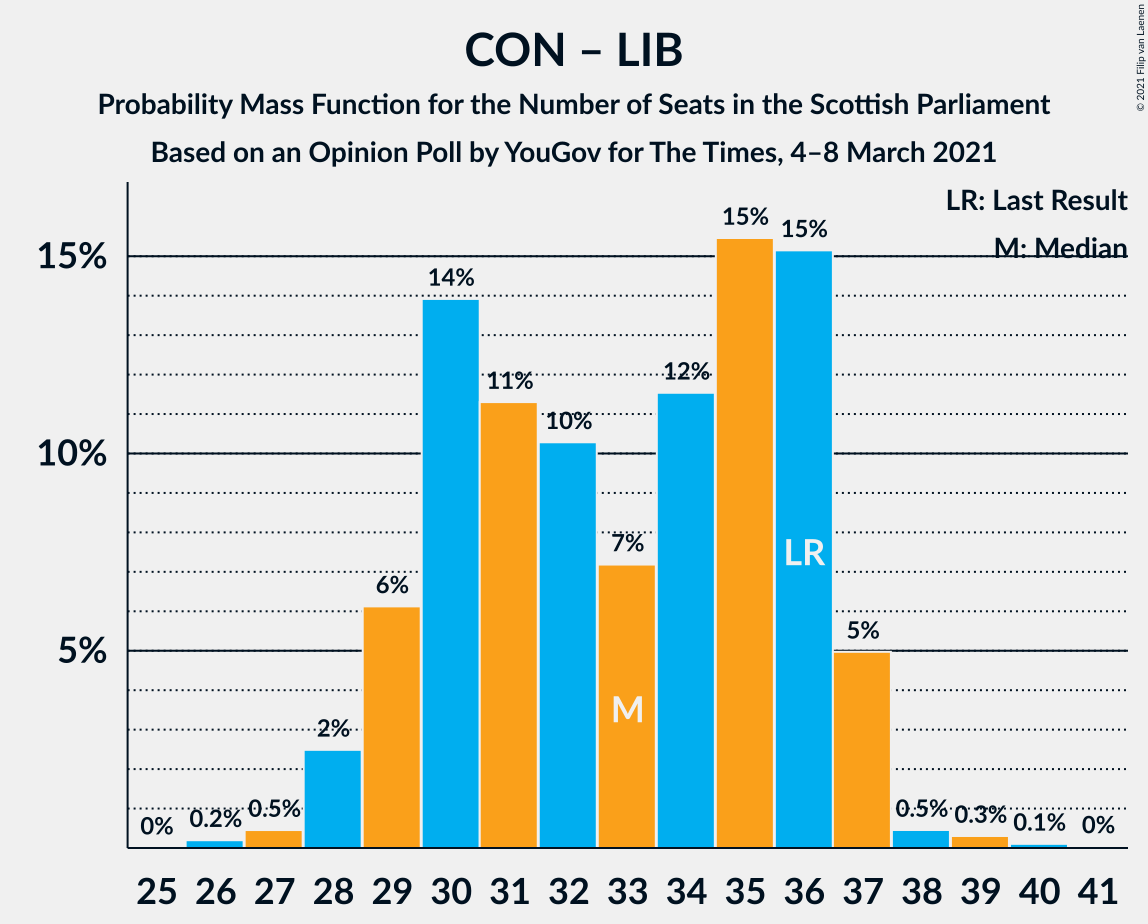 CON – LIB
Probability Mass Function for the Number of Seats in the Scottish Parliament
Based on an Opinion Poll by YouGov for The Times, 4–8 March 2021
© 2021 Filip van Laenen
LR: Last Result
M: Median
15%
10%
5%
0%
0.2%
0.5%
2%
6%
14%
11%
10%
7%
12%
15%
15%
5%
0.5%
0.3%
0.1%
0%
M
LR
25 26 27 28 29 30 31 32 33 34 35 36 37 38 39 40 41